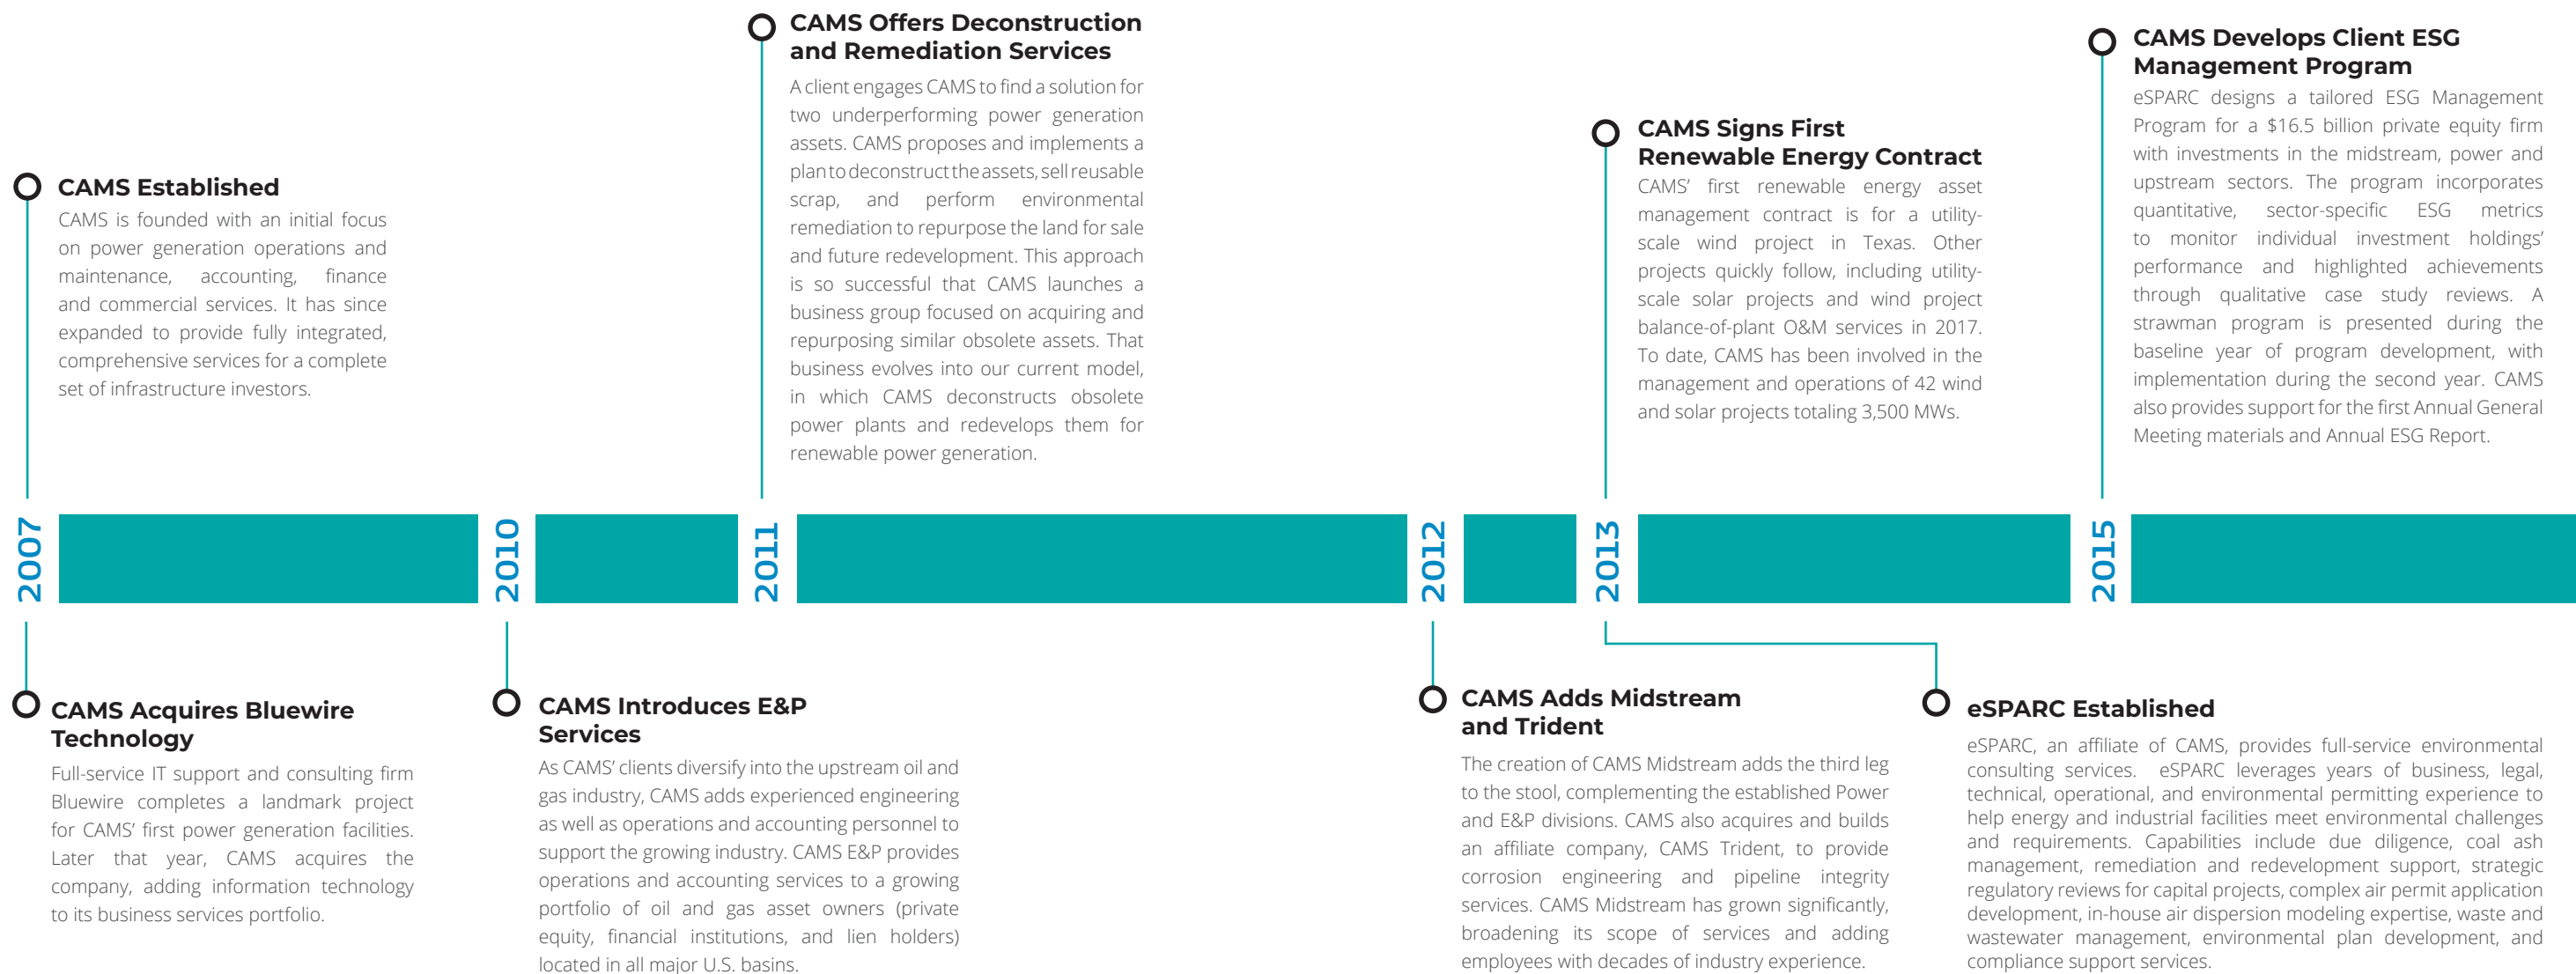 CAMS Established
CAMS is founded with an initial focus
on power generation operations and
maintenance, accounting, finance
and commercial services. It has since
expanded to provide fully integrated,
comprehensive services for a complete
set of infrastructure investors.
CAMS Offers Deconstruction
and Remediation Services
A client engages CAMS to find a solution for
two underperforming power generation
assets. CAMS proposes and implements a
plan to deconstruct the assets, sell reusable
scrap, and perform environmental
remediation to repurpose the land for sale
and future redevelopment. This approach
is so successful that CAMS launches a
business group focused on acquiring and
repurposing similar obsolete assets. That
business evolves into our current model,
in which CAMS deconstructs obsolete
power plants and redevelops them for
renewable power generation.
CAMS Signs First
Renewable Energy Contract
CAMS’ first renewable energy asset
management contract is for a utility-
scale wind project in Texas. Other
projects quickly follow, including utility-
scale solar projects and wind project
balance-of-plant O&M services in 2017.
To date, CAMS has been involved in the
management and operations of 42 wind
and solar projects totaling 3,500 MWs.
CAMS Develops Client ESG
Management Program
eSPARC designs a tailored ESG Management
Program for a $16.5 billion private equity firm
with investments in the midstream, power and
upstream sectors. The program incorporates
quantitative, sector-specific ESG metrics
to monitor individual investment holdings’
performance and highlighted achievements
through qualitative case study reviews. A
strawman program is presented during the
baseline year of program development, with
implementation during the second year. CAMS
also provides support for the first Annual General
Meeting materials and Annual ESG Report.
2007
2010
2011
2012
2013
2015
CAMS Acquires Bluewire
Technology
Full-service IT support and consulting firm
Bluewire completes a landmark project
for CAMS’ first power generation facilities.
Later that year, CAMS acquires the
company, adding information technology
to its business services portfolio.
CAMS Introduces E&P
Services
As CAMS’ clients diversify into the upstream oil and
gas industry, CAMS adds experienced engineering
as well as operations and accounting personnel to
support the growing industry. CAMS E&P provides
operations and accounting services to a growing
portfolio of oil and gas asset owners (private
equity, financial institutions, and lien holders)
located in all major U.S. basins.
CAMS Adds Midstream
and Trident
The creation of CAMS Midstream adds the third leg
to the stool, complementing the established Power
and E&P divisions. CAMS also acquires and builds
an affiliate company, CAMS Trident, to provide
corrosion engineering and pipeline integrity
services. CAMS Midstream has grown significantly,
broadening its scope of services and adding
employees with decades of industry experience.
eSPARC Established
eSPARC, an affiliate of CAMS, provides full-service environmental
consulting services. eSPARC leverages years of business, legal,
technical, operational, and environmental permitting experience to
help energy and industrial facilities meet environmental challenges
and requirements. Capabilities include due diligence, coal ash
management, remediation and redevelopment support, strategic
regulatory reviews for capital projects, complex air permit application
development, in-house air dispersion modeling expertise, waste and
wastewater management, environmental plan development, and
compliance support services.